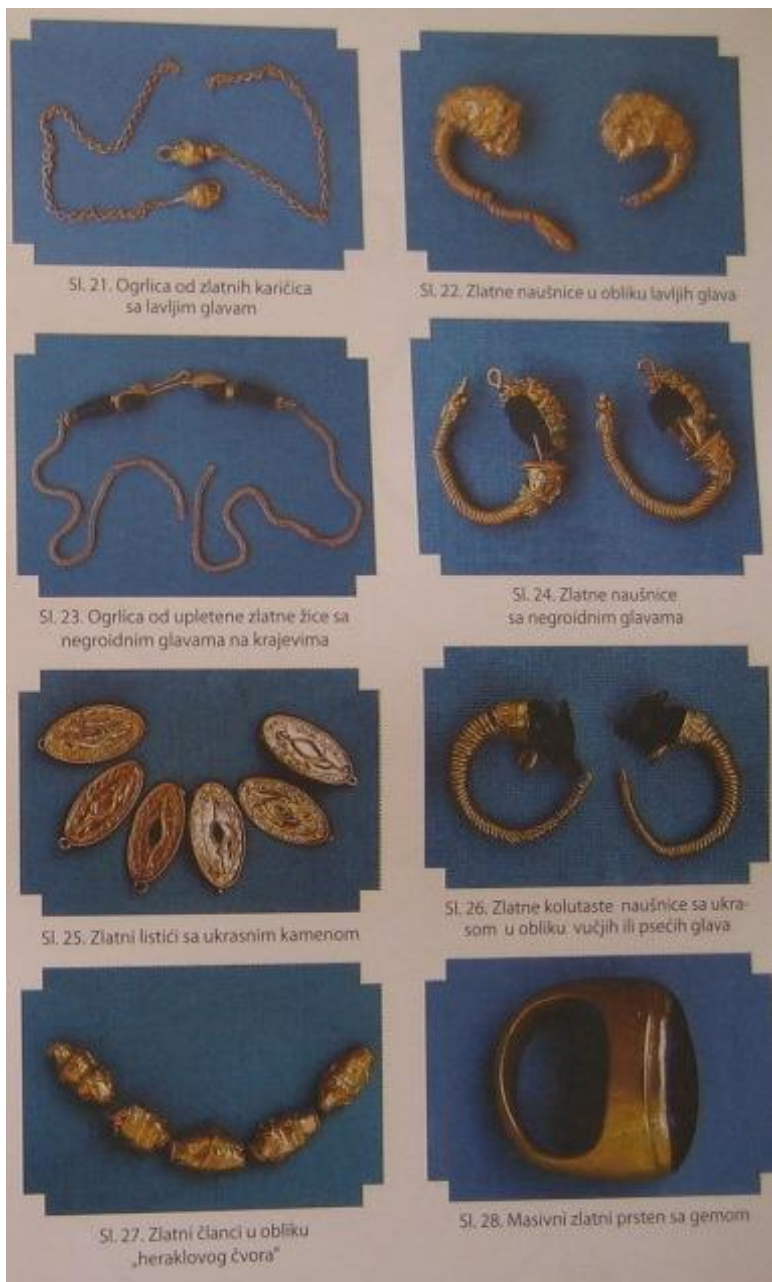 Sl. 21. Ogrlica od zlatnih karičica
sa lavljim glavam
Sl. 22. Zlatne naušnice u obliku lavljih glava
Sl. 23. Ogrlica od upletene zlatne žice sa
negroidnim glavama na krajevima
Sl. 24. Zlatne naušnice
sa negroidnim glavama
Sl. 25. Zlatni listići sa ukrasnim kamenom
Sl. 26. Zlatne kolutaste naušnice sa ukra-
som u obliku vučjih ili psećih glava
Sl. 27. Zlatni članci u obliku
„heraklovog čvora“
Sl. 28. Masivni zlatni prsten sa gemom